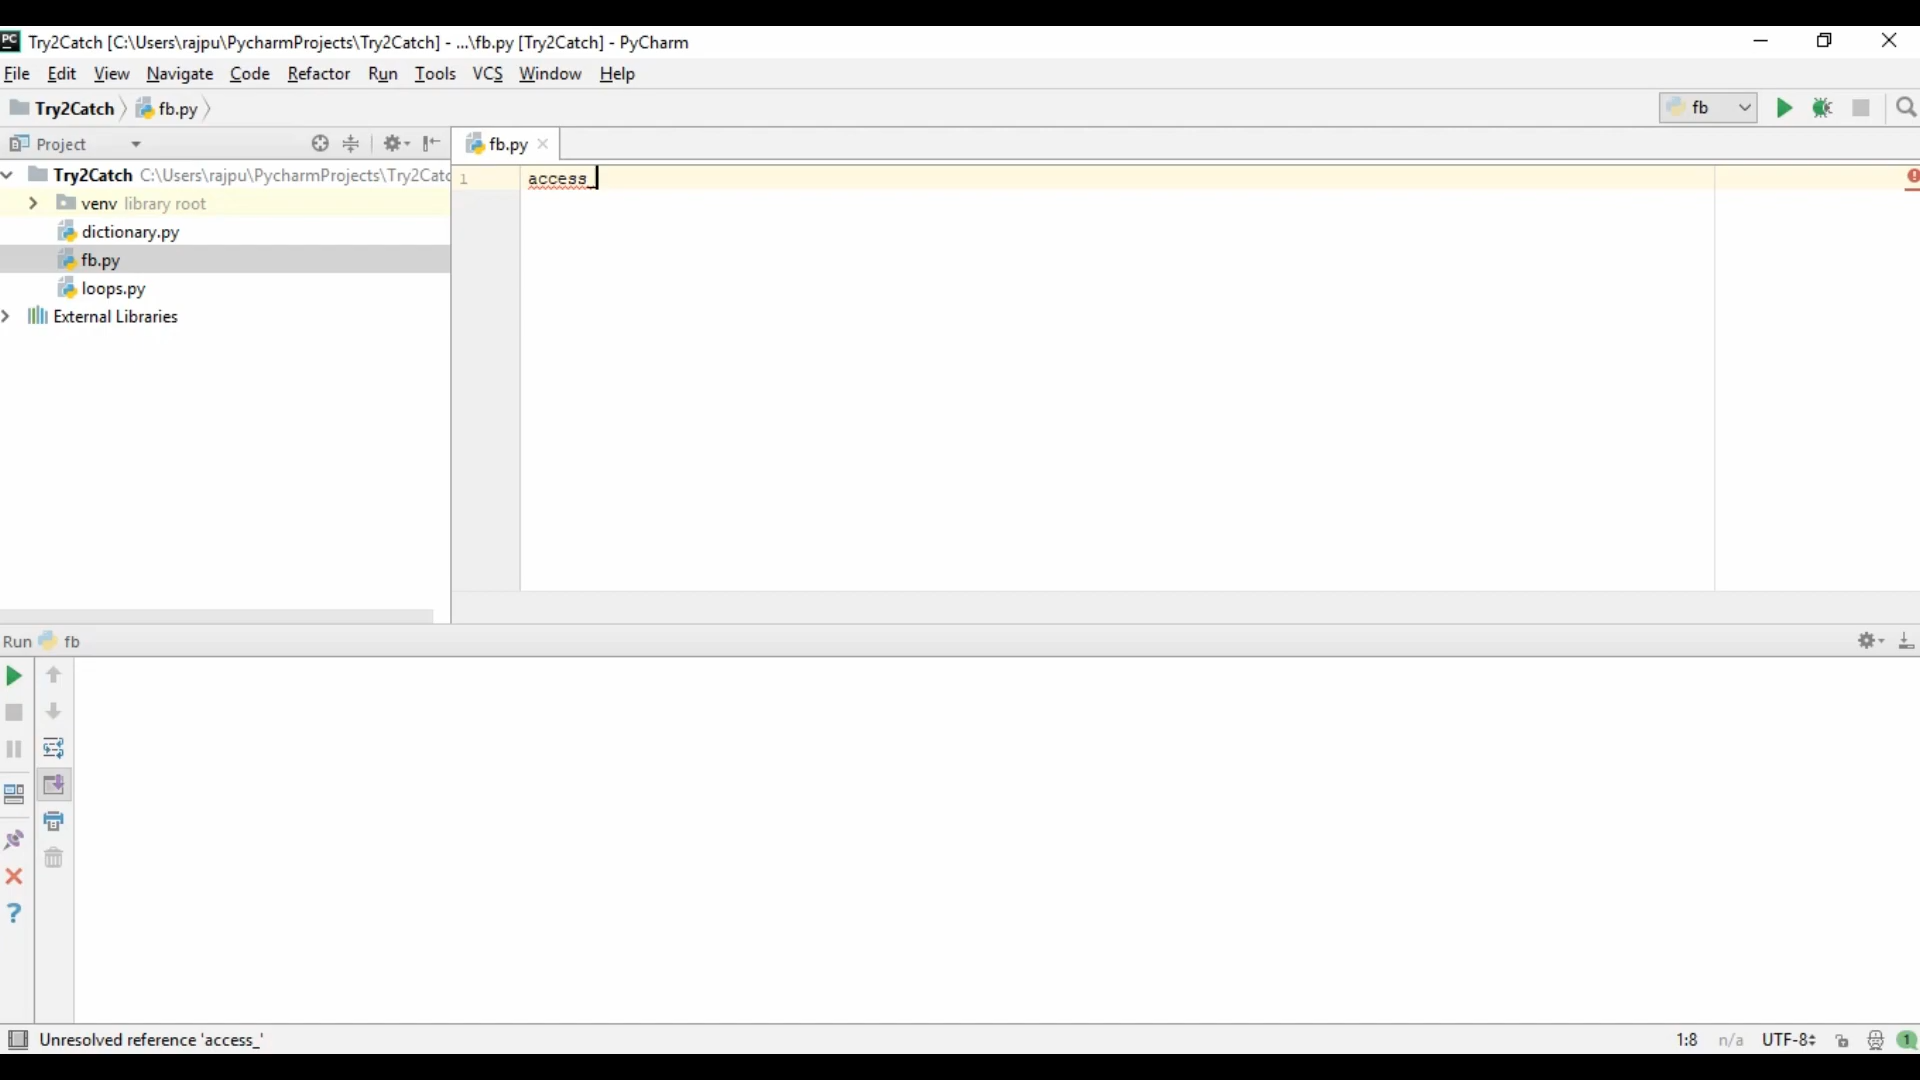 PC Try2Catch [C:\Users\rajpu\PycharmProjects\Try2Catch] - ...\fb.py [Try2Catch] - PyCharm
File Edit View Navigate Code Refactor Run Tools VCS Window Help
Try2Catch fb.py fb
Project fb.py
Try2Catch C:\Users\rajpu\PycharmProjects\Try2Catc 1 access_
venv library root
dictionary.py
fb.py
loops.py
External Libraries
Run fb
?
Unresolved reference 'access_' 1:8 n/a UTF-8 1